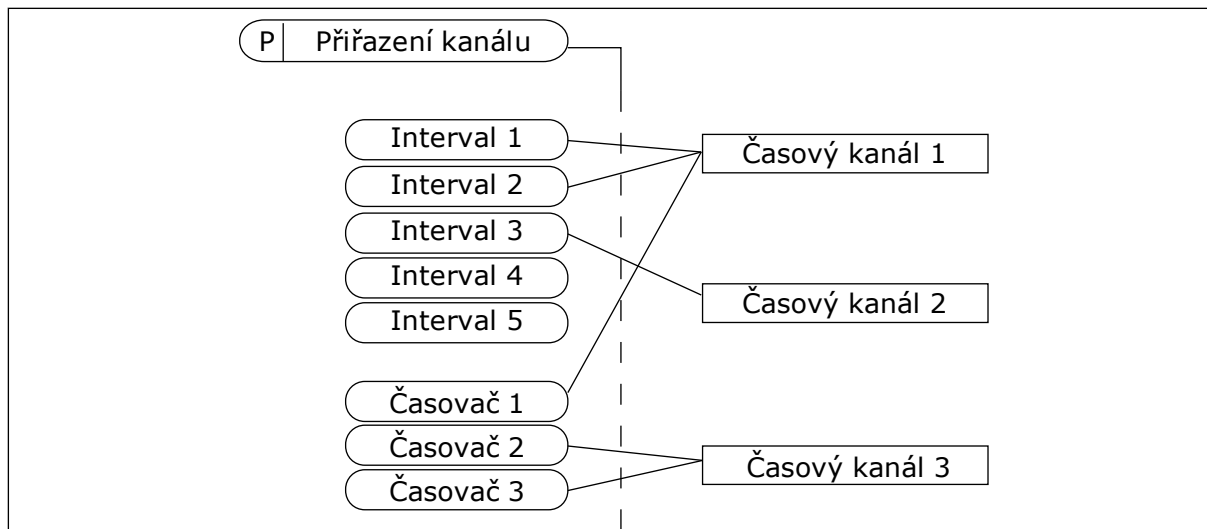 P Přiřazení kanálu
Interval 1
Interval 2
Interval 3
Interval 4
Interval 5
Časovač 1
Časovač 2
Časovač 3
Časový kanál 1
Časový kanál 2
Časový kanál 3